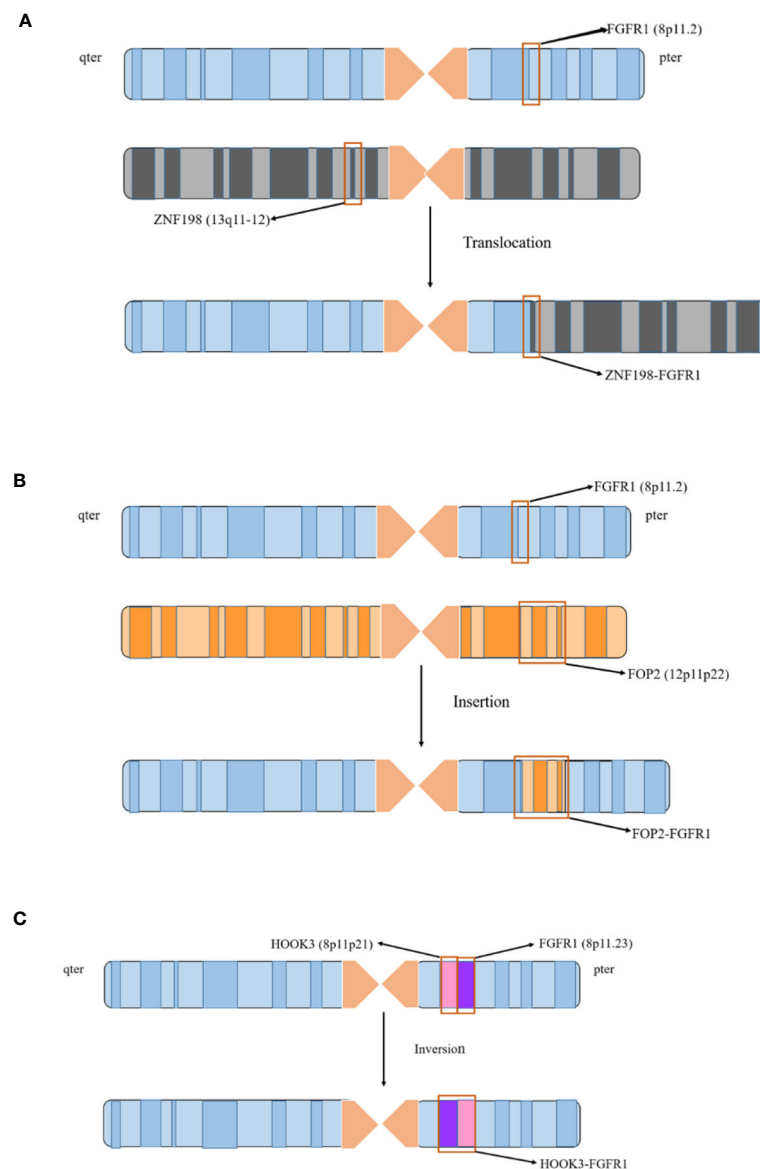 A
FGFR1 (8p11.2)
qter
pter
ZNF198 (13q11-12)
Translocation
ZNF198-FGFR1
B
FGFR1 (8p11.2)
qter
pter
FOP2 (12p11p22)
Insertion
FOP2-FGFR1
C
HOOK3 (8p11p21)
FGFR1 (8p11.23)
qter
pter
Inversion
HOOK3-FGFR1